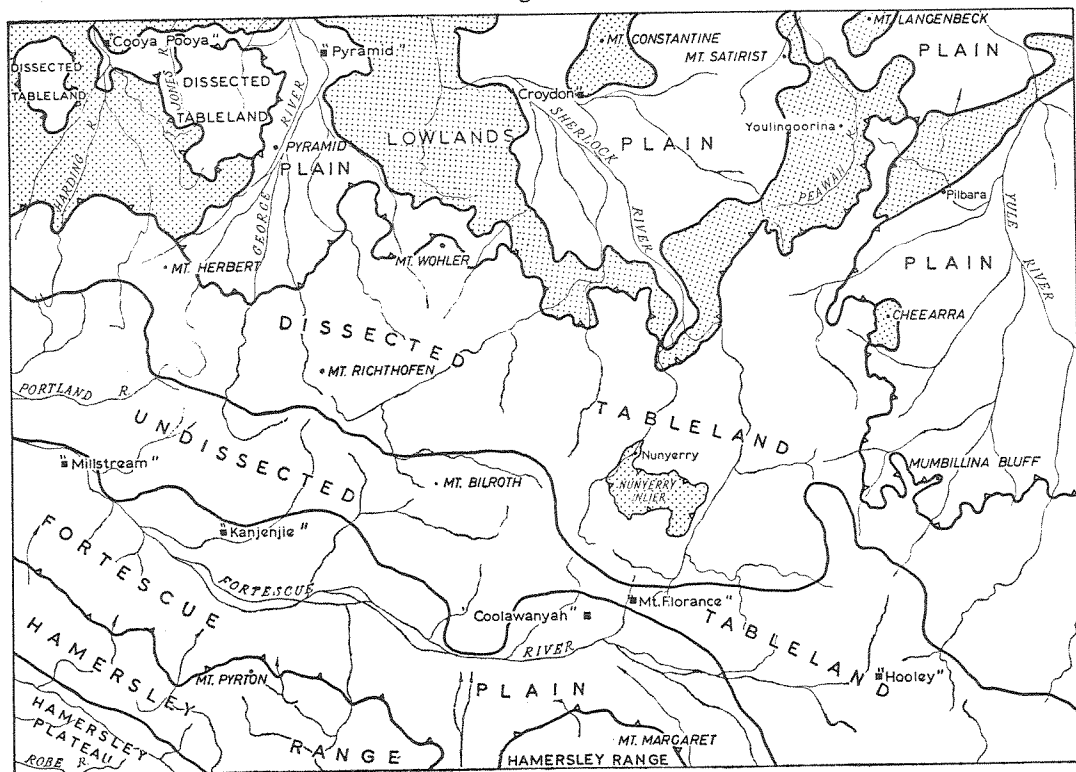 MT. LANGENBECK
"Cooya Pooya"
"Pyramid"
MT. CONSTANTINE
MT. SATIRIST
PLAIN
DISSECTED
TABLELAND
DISSECTED
TABLELAND
"Croydon"
LOWLANDS
SHERLOCK
RIVER
PLAIN
Youlingoorina
PEAWAH
HARDING R.
GEORGE
RIVER
PYRAMID
PLAIN
Pilbara
YULE
RIVER
PLAIN
MT. HERBERT
MT. WOHLER
CHEEARRA
DISSECTED
TABLELAND
MT. RICHTHOFEN
PORTLAND R.
UNDISSECTED
TABLELAND
"Millstream"
MT. BILROTH
Nunyerry
NUNYERRY
INLIER
MUMBILLINA BLUFF
"Kanjenjie"
FORTESCUE
PLAIN
FORTESCUE
RIVER
"Coolawanyah"
"Mt. Florance"
"Hooley"
HAMERSLEY
RANGE
MT. PYRTON
HAMERSLEY
PLATEAU
ROBE R.
MT. MARGARET
HAMERSLEY RANGE